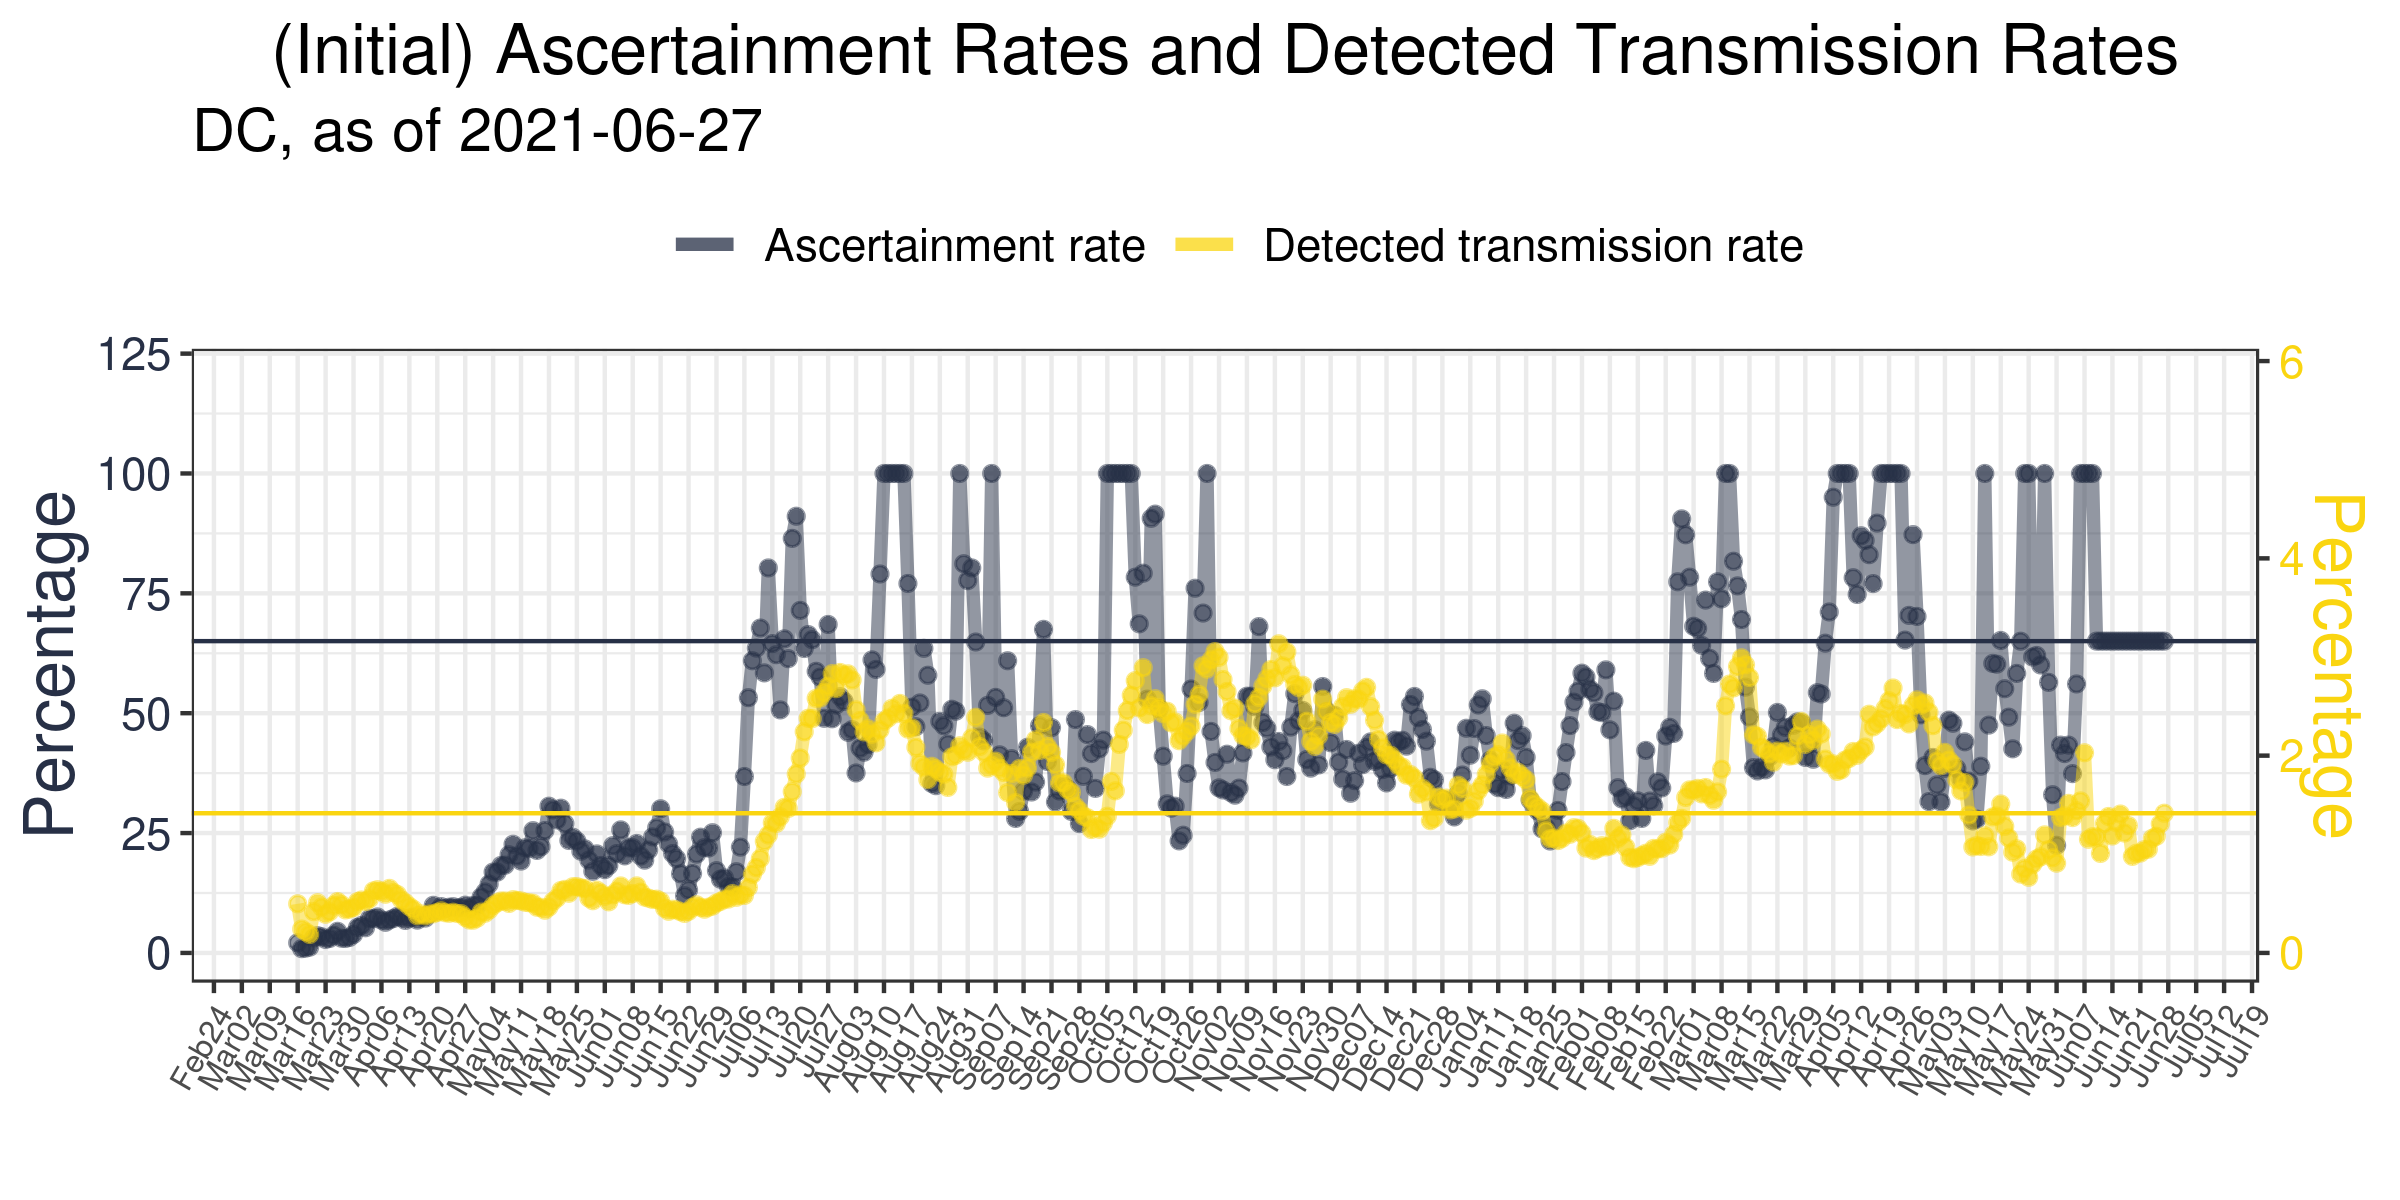 (Initial) Ascertainment Rates and Detected Transmission Rates
DC, as of 2021-06-27
Ascertainment rate
Detected transmission rate
125
100
75
50
25
0
Percentage
6
4
2
0
Percentage
Feb24
Mar02
Mar09
Mar16
Mar23
Mar30
Apr06
Apr13
Apr20
Apr27
May04
May11
May18
May25
Jun01
Jun08
Jun15
Jun22
Jun29
Jul06
Jul13
Jul20
Jul27
Aug03
Aug10
Aug17
Aug24
Aug31
Sep07
Sep14
Sep21
Sep28
Oct05
Oct12
Oct19
Oct26
Nov02
Nov09
Nov16
Nov23
Nov30
Dec07
Dec14
Dec21
Dec28
Jan04
Jan11
Jan18
Jan25
Feb01
Feb08
Feb15
Feb22
Mar01
Mar08
Mar15
Mar22
Mar29
Apr05
Apr12
Apr19
Apr26
May03
May10
May17
May24
May31
Jun07
Jun14
Jun21
Jun28
Jul05
Jul12
Jul19